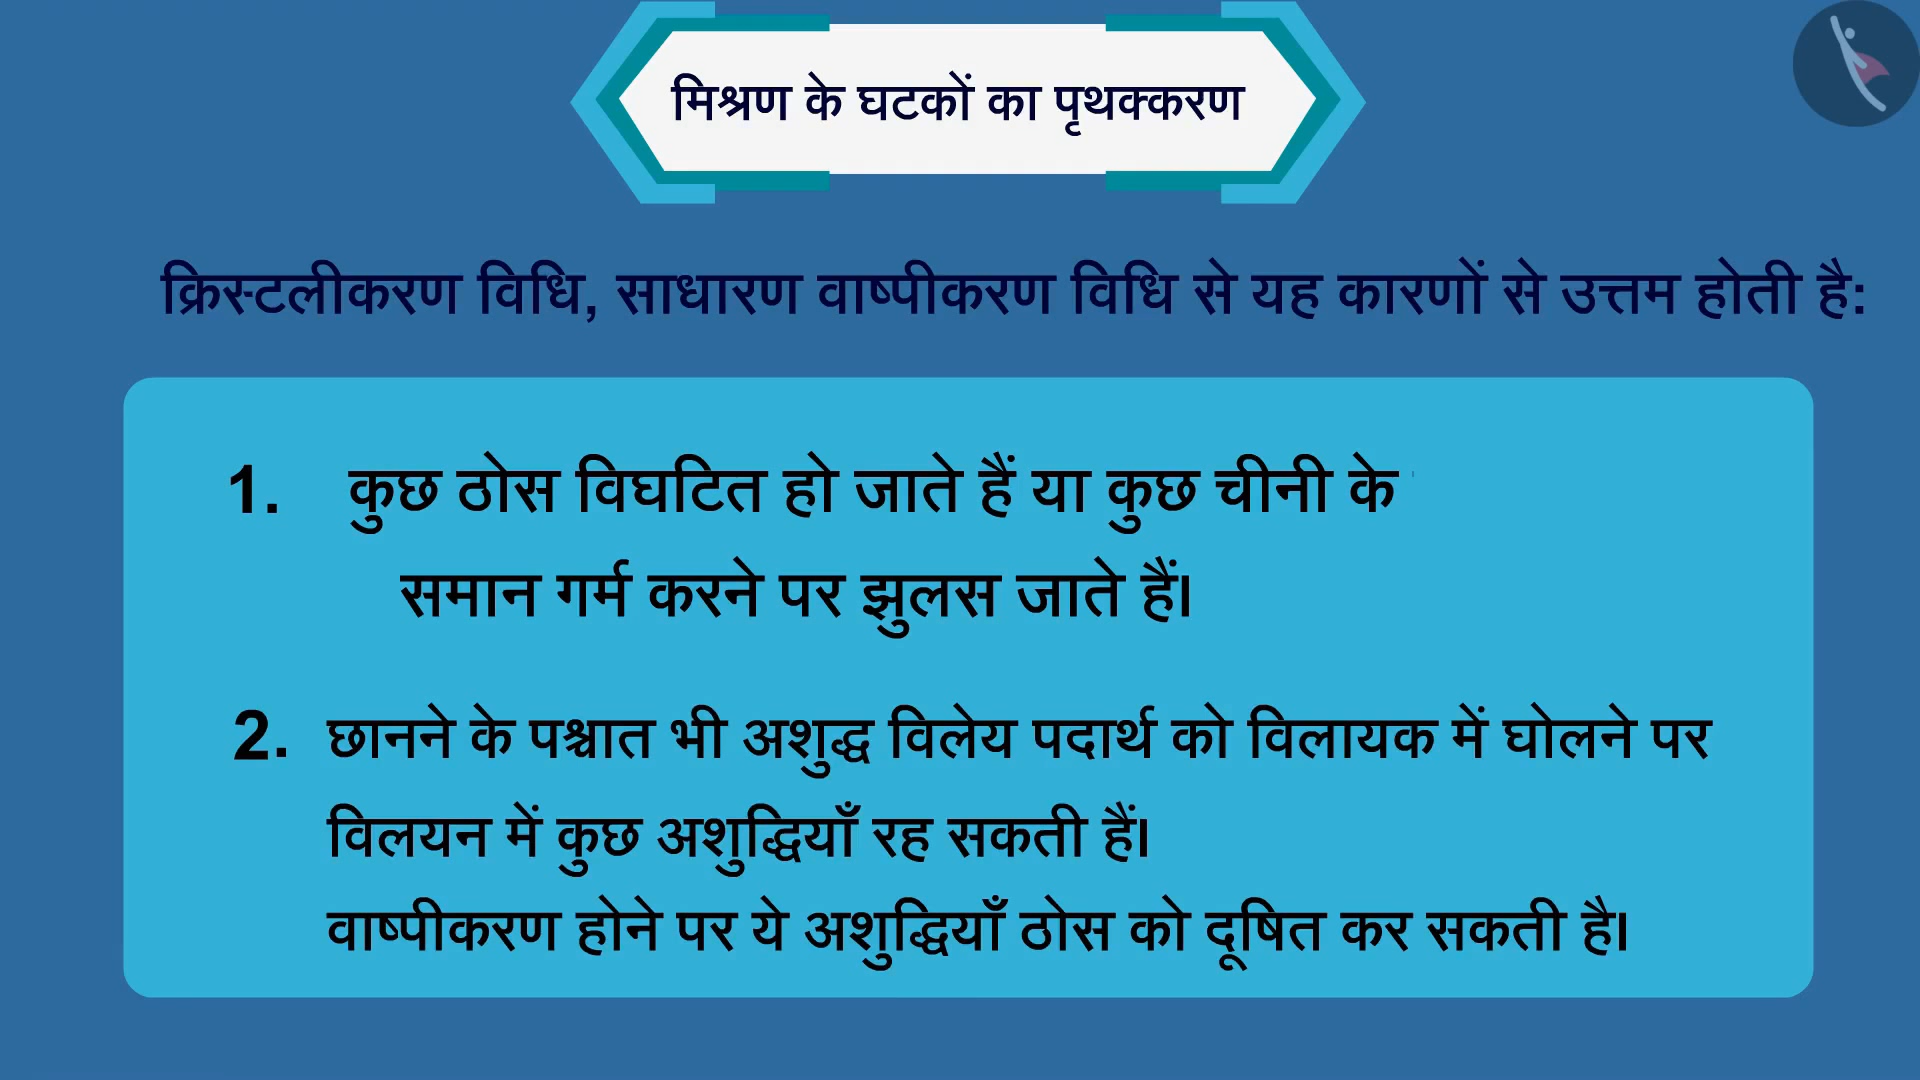 मिश्रण के घटकों का पृथक्करण
क्रिस्टलीकरण विधि, साधारण वाष्पीकरण विधि से यह कारणों से उत्तम होती है:
1. कुछ ठोस विघटित हो जाते हैं या कुछ चीनी के
समान गर्म करने पर झुलस जाते हैं।
2. छानने के पश्चात भी अशुद्ध विलेय पदार्थ को विलायक में घोलने पर
विलयन में कुछ अशुद्धियाँ रह सकती हैं।
वाष्पीकरण होने पर ये अशुद्धियाँ ठोस को दूषित कर सकती है।